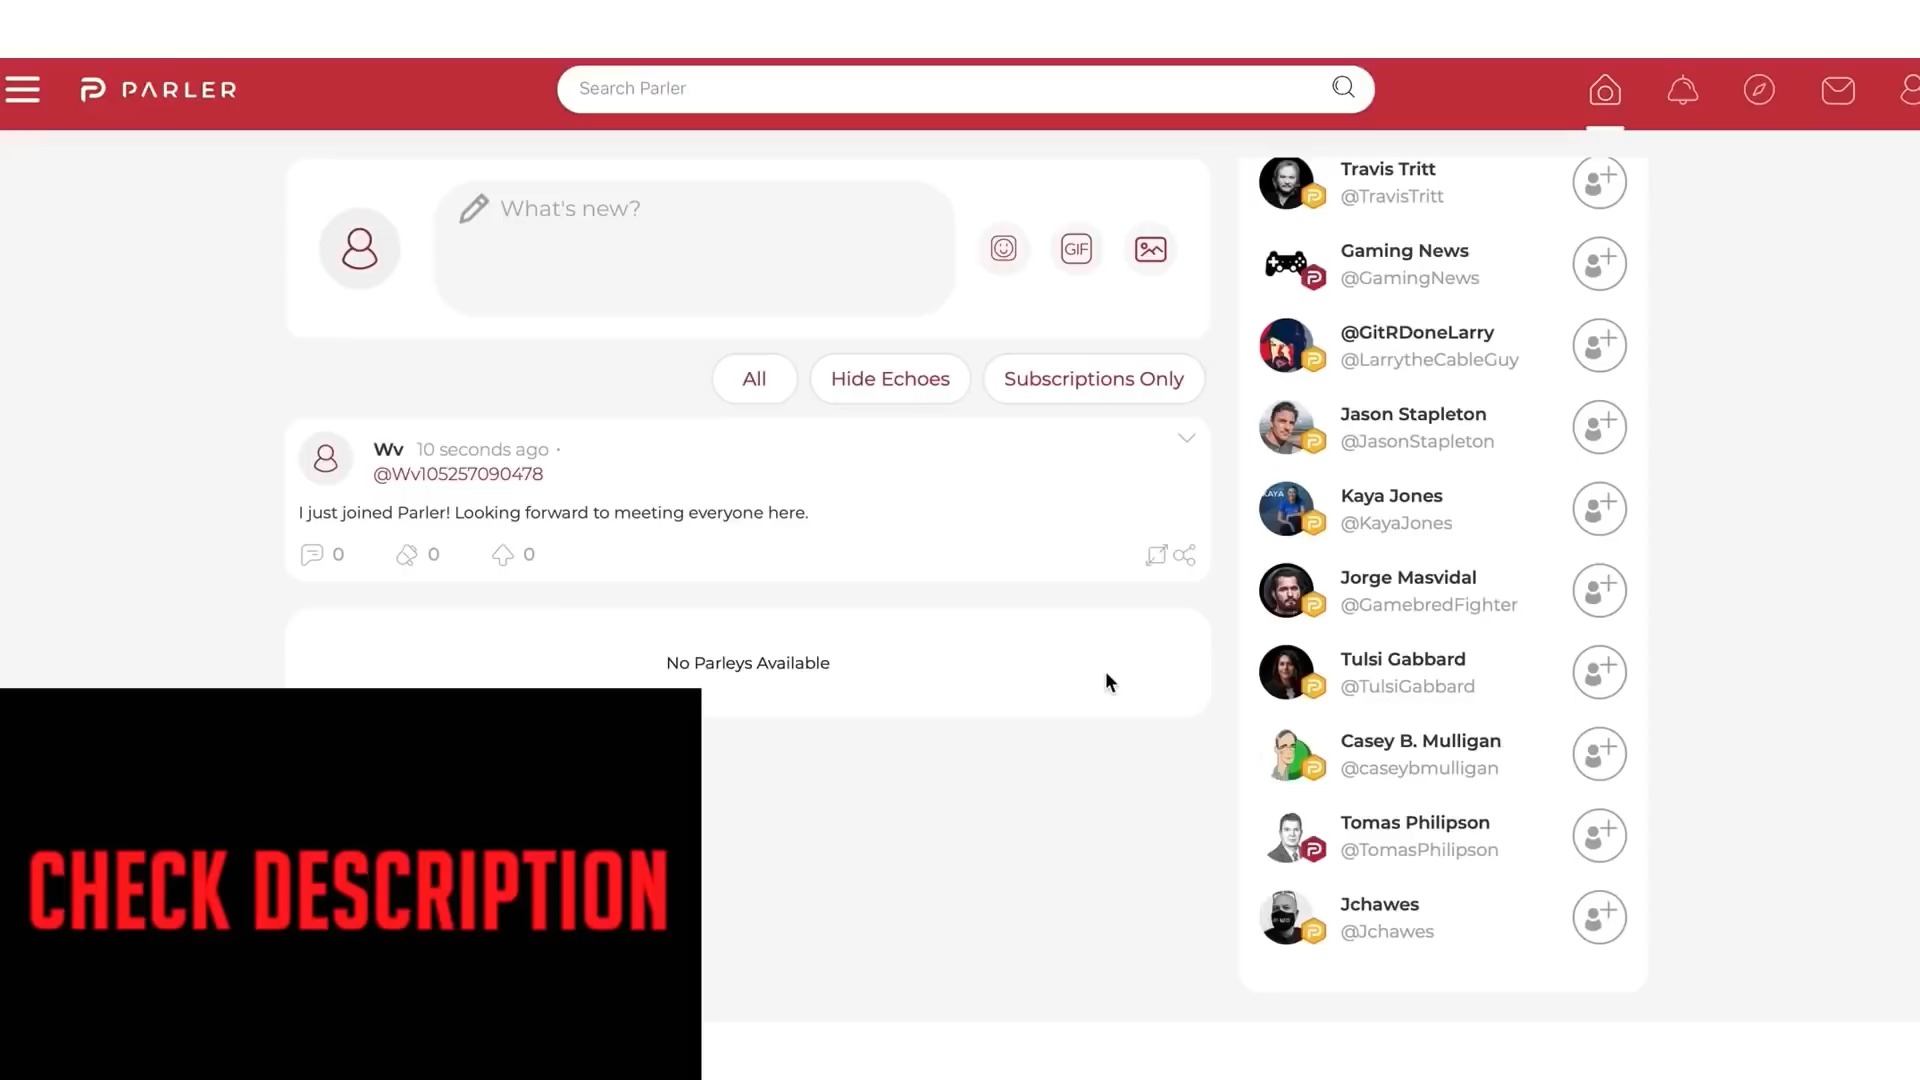 PARLER
Search Parler
What's new?
GIF
All
Hide Echoes
Subscriptions Only
Wv 10 seconds ago ·
@Wv105257090478
I just joined Parler! Looking forward to meeting everyone here.
0
0
0
No Parleys Available
CHECK DESCRIPTION
Travis Tritt
@TravisTritt
Gaming News
@GamingNews
@GitRDoneLarry
@LarrytheCableGuy
Jason Stapleton
@JasonStapleton
KAYA
Kaya Jones
@KayaJones
Jorge Masvidal
@GamebredFighter
Tulsi Gabbard
@TulsiGabbard
Casey B. Mulligan
@caseybmulligan
Tomas Philipson
@TomasPhilipson
Jchawes
@Jchawes